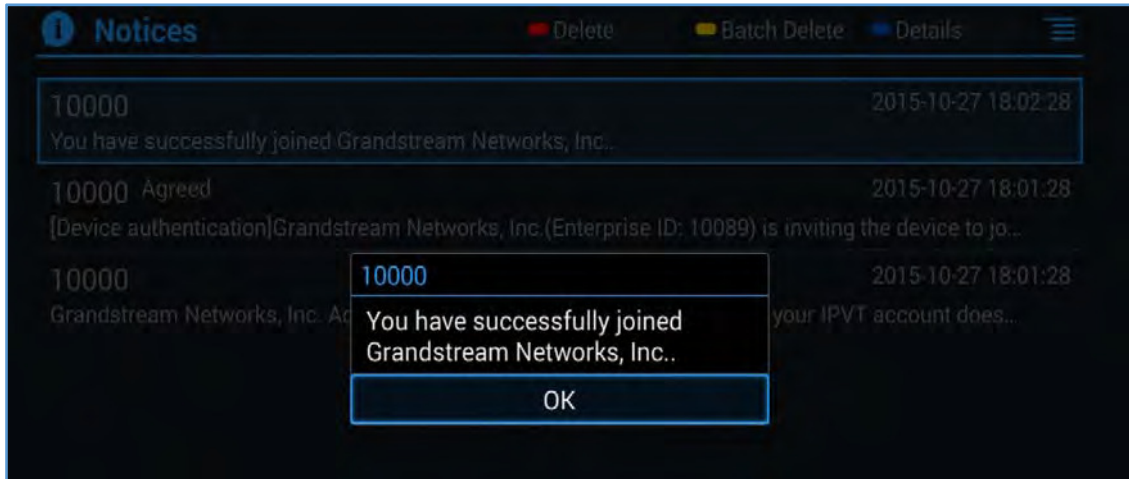 Notices
Delete
Batch Delete
Details
10000
2015-10-27 18:02:28
You have successfully joined Grandstream Networks, Inc..
10000 Agreed
2015-10-27 18:01:28
[Device authentication]Grandstream Networks, Inc.(Enterprise ID: 10089) is inviting the device to jo...
10000
2015-10-27 18:01:28
Grandstream Networks, Inc. your IPVT account does...
10000
You have successfully joined
Grandstream Networks, Inc..
OK